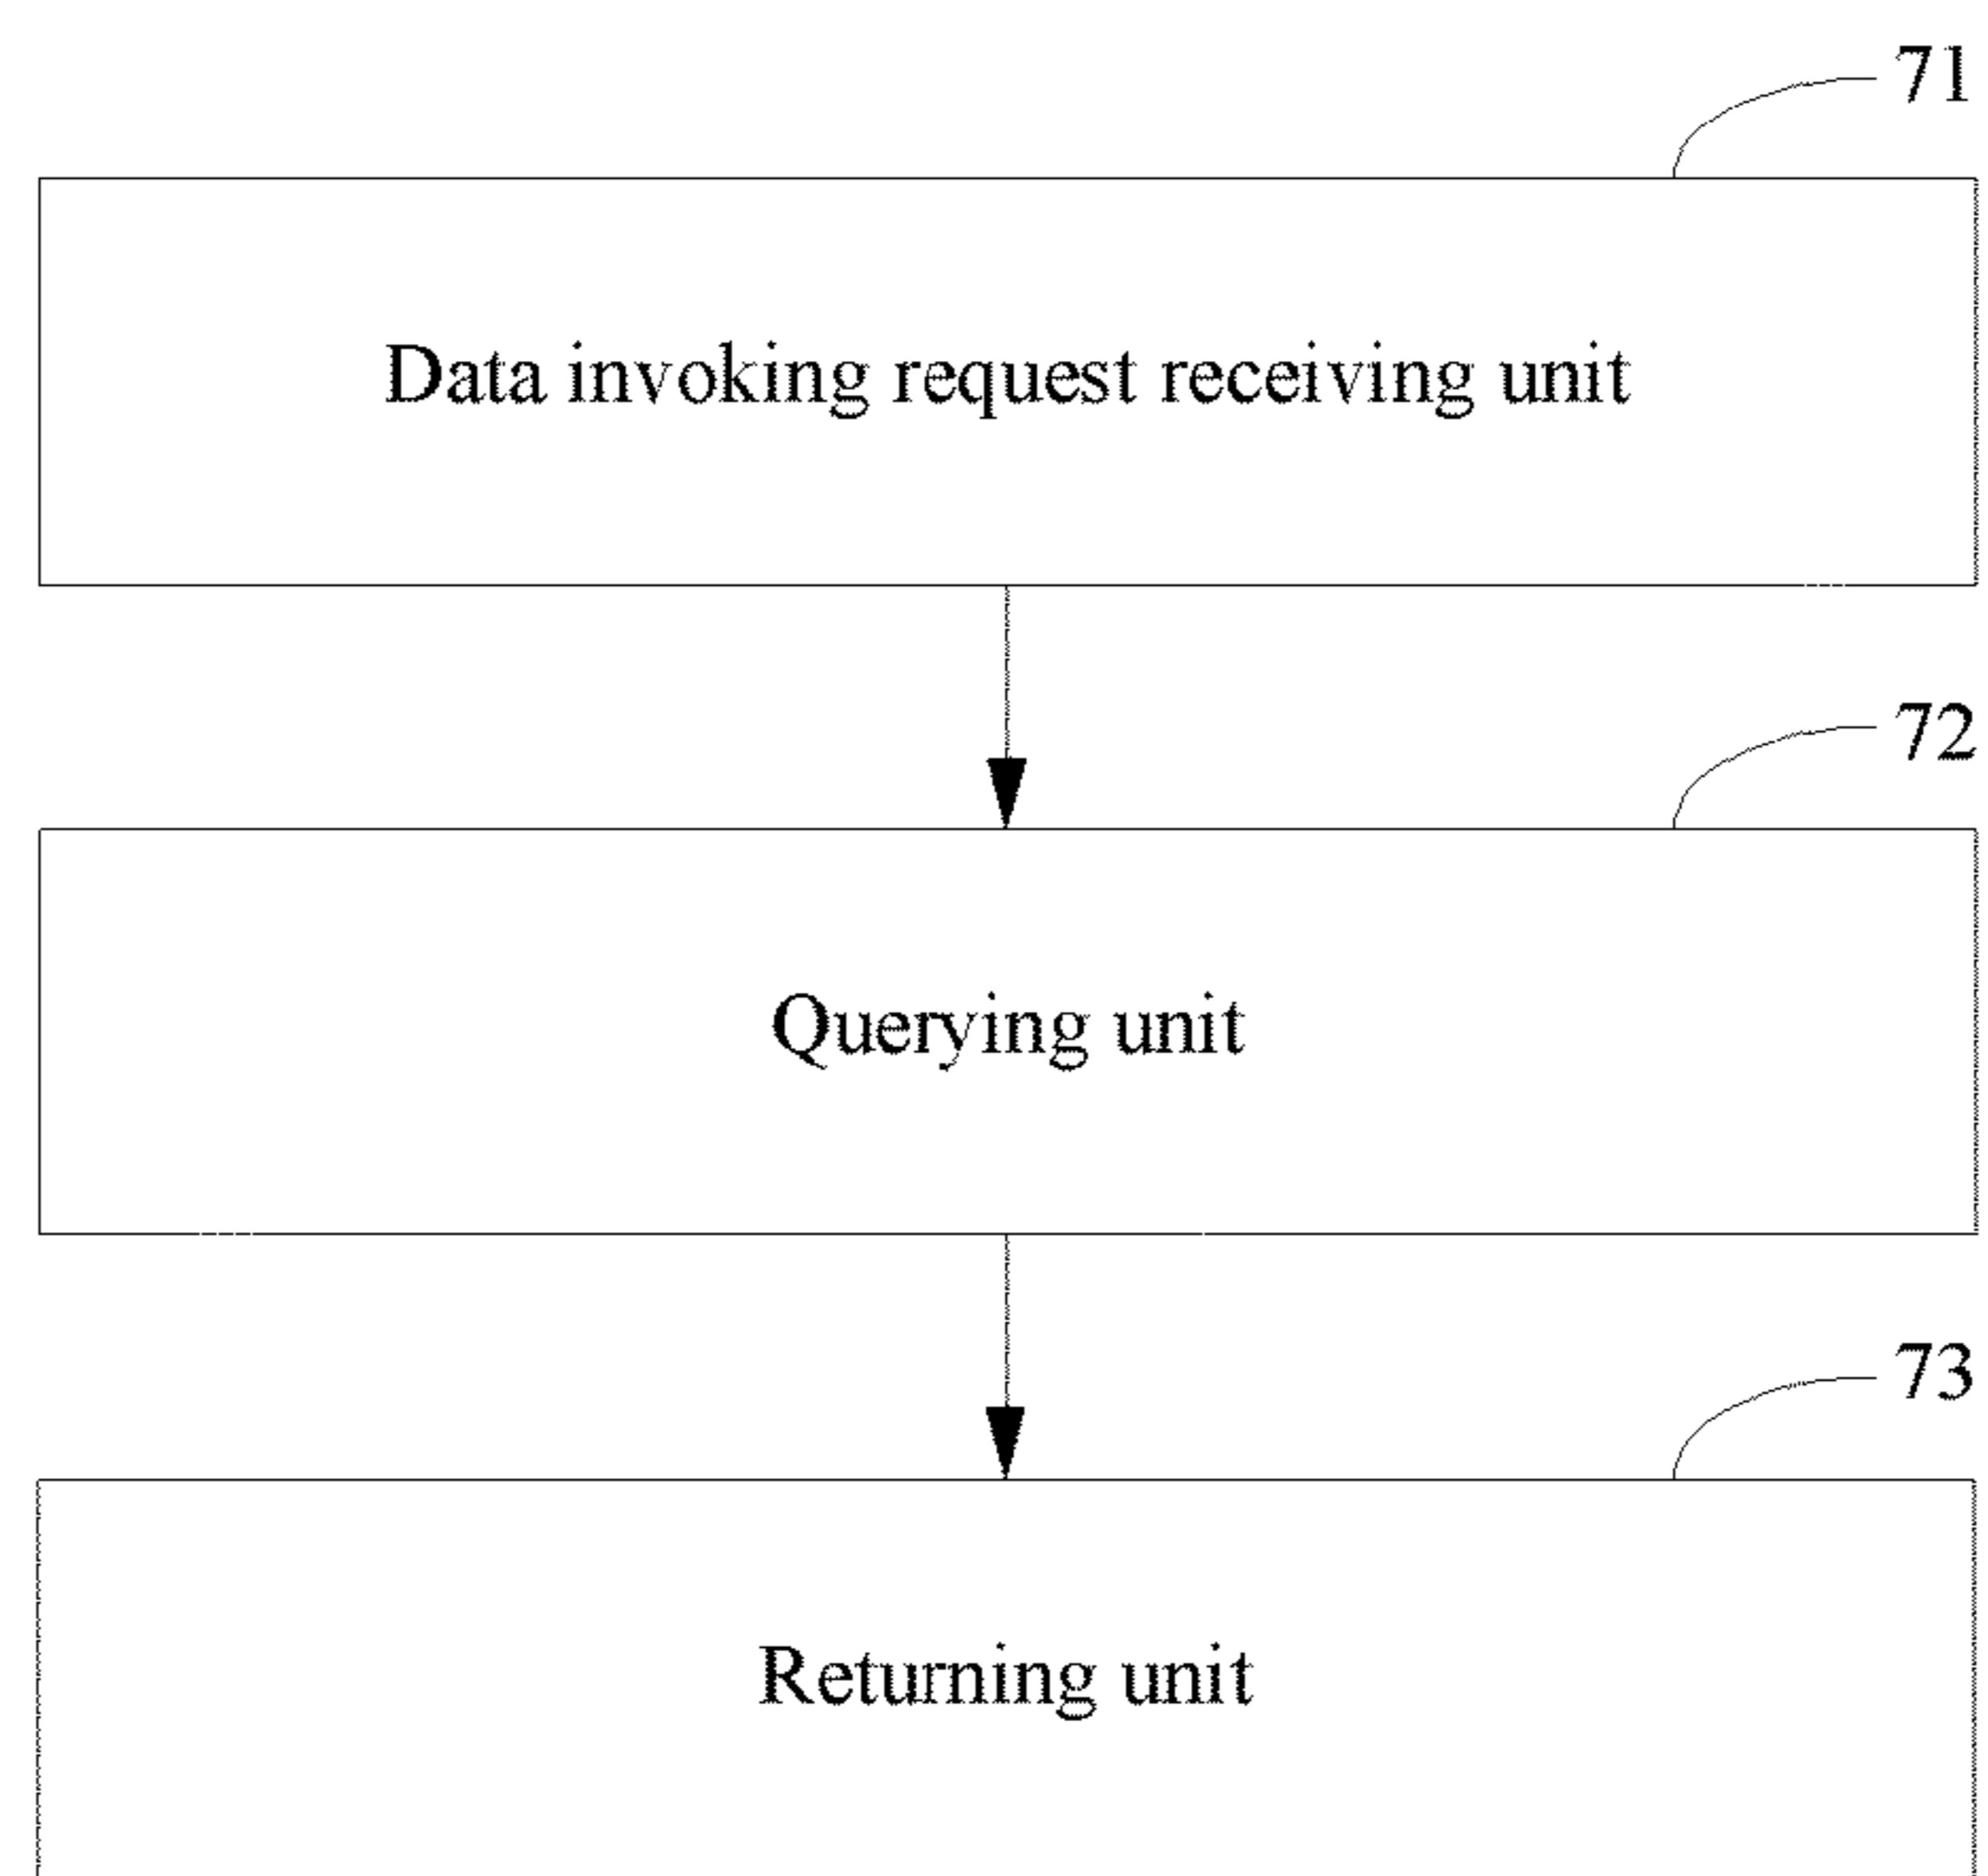 71
Data invoking request receiving unit
72
Querying unit
73
Returning unit